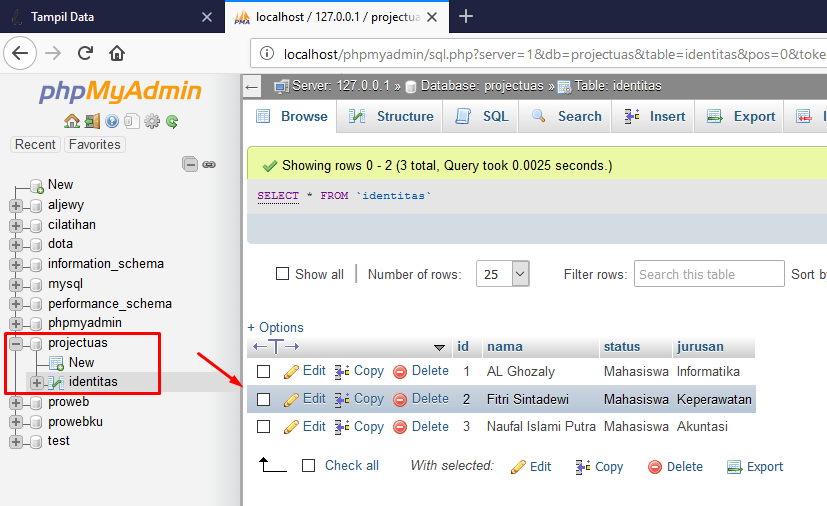 Tampil Data
localhost / 127.0.0.1 / projectua
localhost/phpmyadmin/sql.php?server=1&db=projectuas&table=identitas&pos=0&toke
phpMyAdmin
Recent Favorites
New
aljewy
cilatihan
dota
information_schema
mysql
performance_schema
phpmyadmin
projectuas
New
identitas
proweb
prowebku
test
Server: 127.0.0.1 » Database: projectuas » Table: identitas
Browse Structure SQL Search Insert Export I
Showing rows 0 - 2 (3 total, Query took 0.0025 seconds.)
SELECT * FROM `identitas`
Show all Number of rows: 25 Filter rows: Search this table Sort by
+ Options
id nama status jurusan
Edit Copy Delete 1 AL Ghozaly Mahasiswa Informatika
Edit Copy Delete 2 Fitri Sintadewi Mahasiswa Keperawatan
Edit Copy Delete 3 Naufal Islami Putra Mahasiswa Akuntasi
Check all With selected: Edit Copy Delete Export